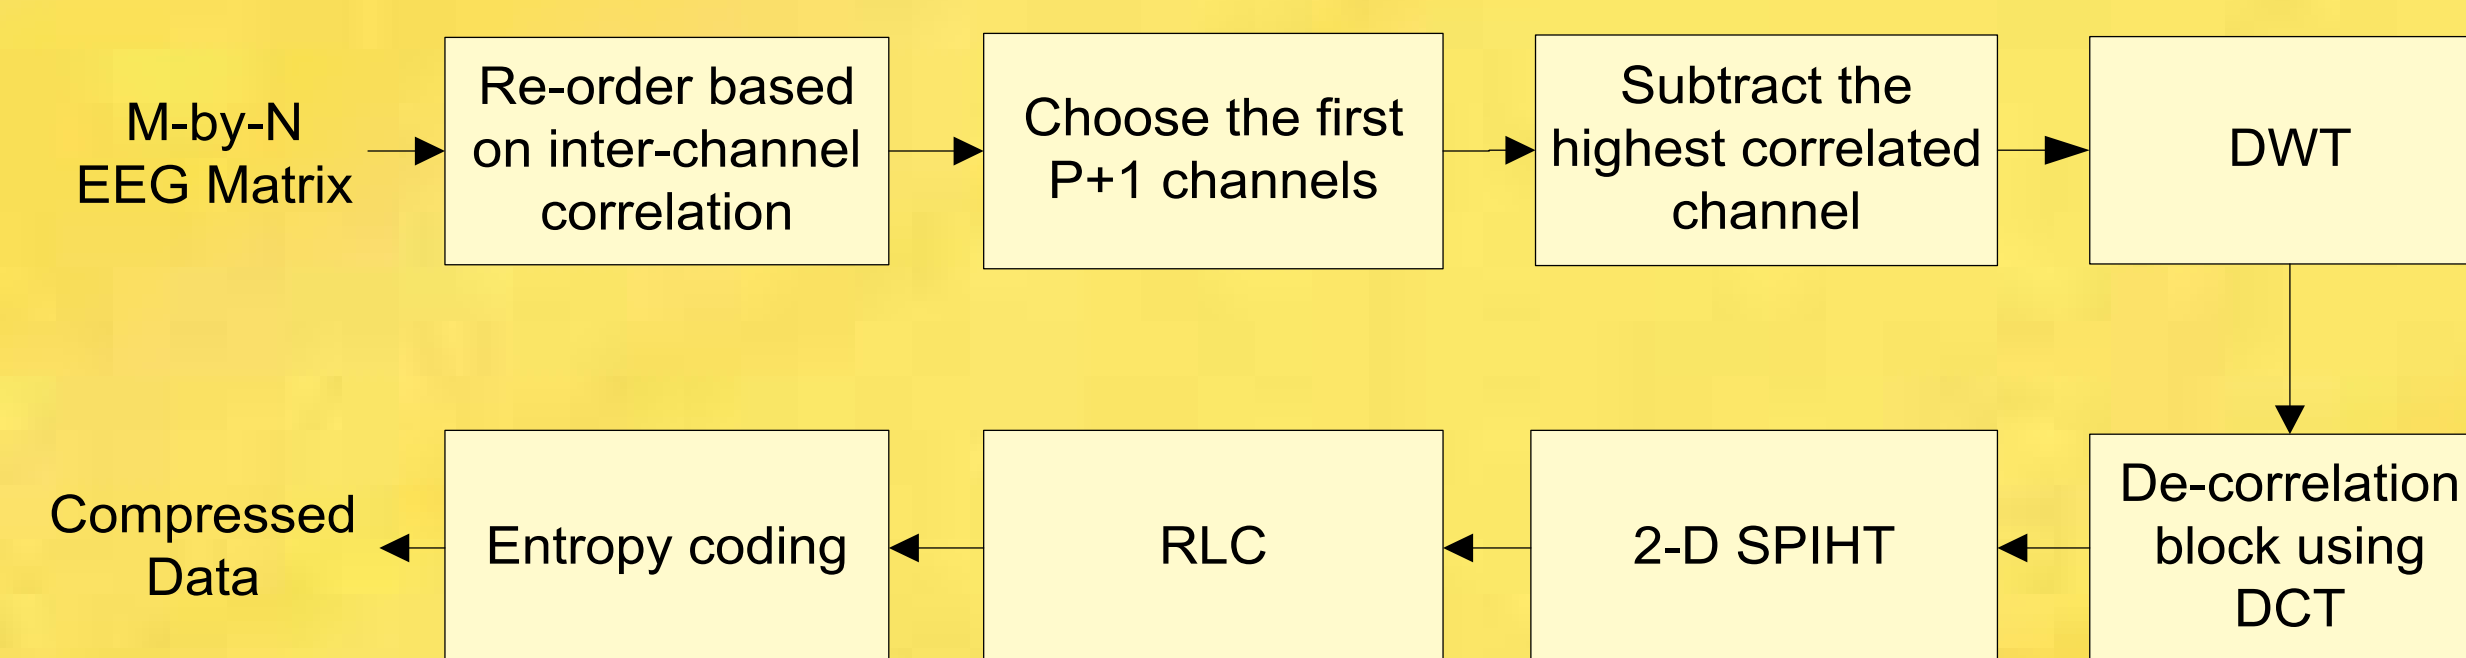 M-by-N
EEG Matrix
Re-order based
on inter-channel
correlation
Choose the first
P+1 channels
Subtract the
highest correlated
channel
DWT
De-correlation
block using
DCT
2-D SPIHT
RLC
Entropy coding
Compressed
Data